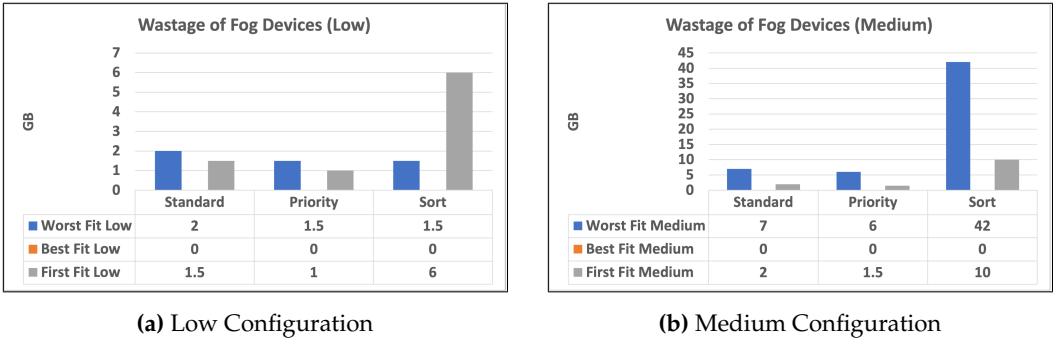 Wastage of Fog Devices (Low)
7
6
5
4
3
2
1
0
GB
Standard Priority Sort
Worst Fit Low 2 1.5 1.5
Best Fit Low 0 0 0
First Fit Low 1.5 1 6
(a) Low Configuration
Wastage of Fog Devices (Medium)
45
40
35
30
25
20
15
10
5
0
GB
Standard Priority Sort
Worst Fit Medium 7 6 42
Best Fit Medium 0 0 0
First Fit Medium 2 1.5 10
(b) Medium Configuration